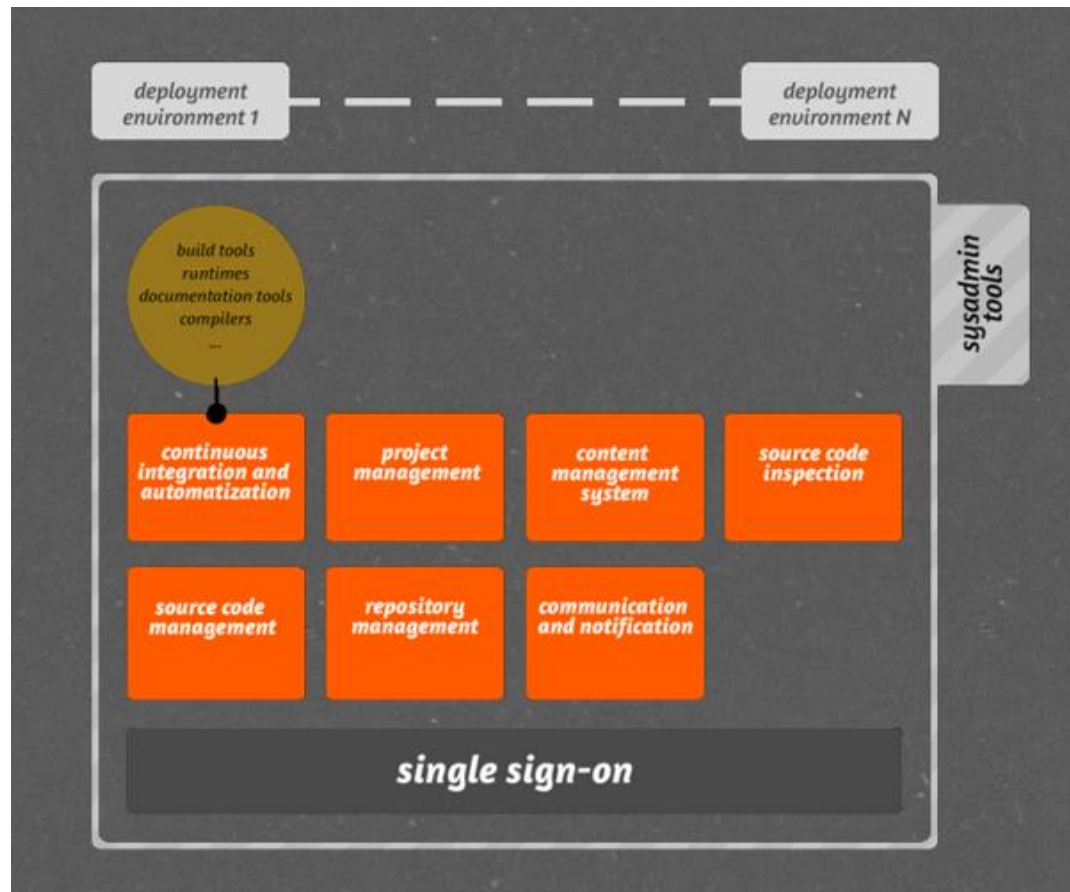 deployment
environment 1
deployment
environment N
build tools
runtimes
documentation tools
compilers
...
sysadmin
tools
continuous
integration and
automatization
project
management
content
management
system
source code
inspection
source code
management
repository
management
communication
and notification
single sign-on